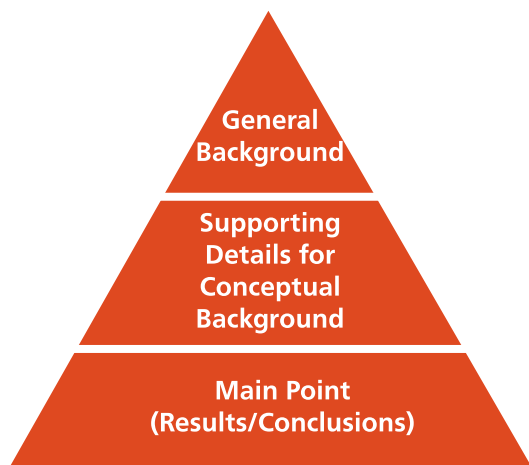 General
Background
Supporting
Details for
Conceptual
Background
Main Point
(Results/Conclusions)